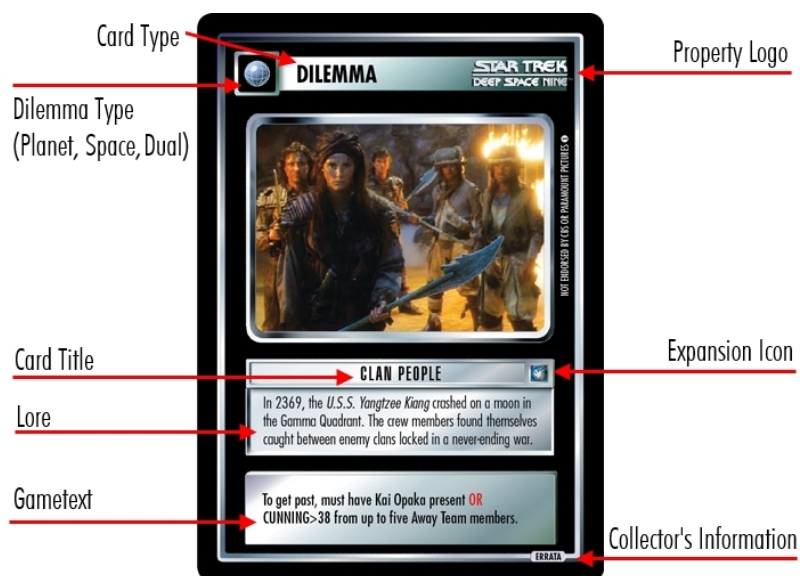 Card Type
Property Logo
DILEMMA
STAR TREK
DEEP SPACE NINE
Dilemma Type
(Planet, Space, Dual)
NOT ENDORSED BY CBS OR PARAMOUNT PICTURES
Card Title
CLAN PEOPLE
Expansion Icon
Lore
In 2369, the U.S.S. Yangtzee Kiang crashed on a moon in
the Gamma Quadrant. The crew members found themselves
caught between enemy clans locked in a never-ending war.
Gametext
To get past, must have Kai Opaka present OR
CUNNING>38 from up to five Away Team members.
Collector's Information
ERRATA